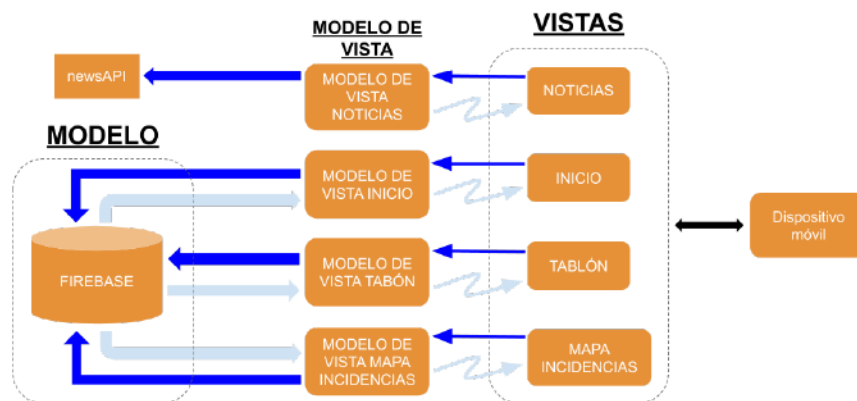 VISTAS
MODELO DE
VISTA
newsAPI
MODELO DE
VISTA
NOTICIAS
NOTICIAS
MODELO
MODELO DE
VISTA INICIO
INICIO
Dispositivo
móvil
FIREBASE
MODELO DE
VISTA TABÓN
TABLÓN
MODELO DE
VISTA MAPA
INCIDENCIAS
MAPA
INCIDENCIAS